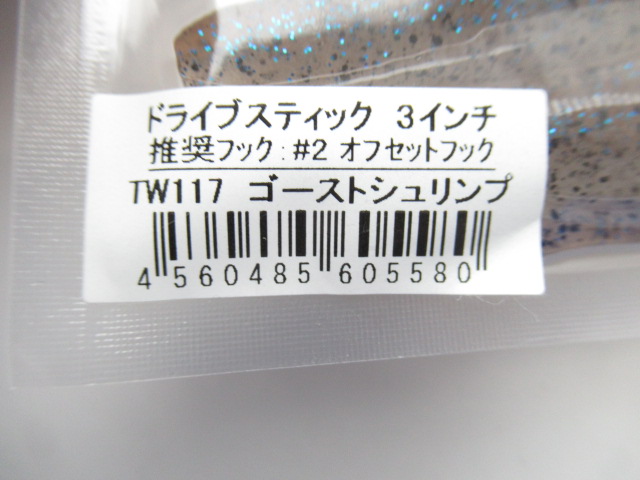 ドライブスティック 3インチ
推奨フック:#2 オフセットフック
TW117 ゴーストシュリンプ
4 560485 605580